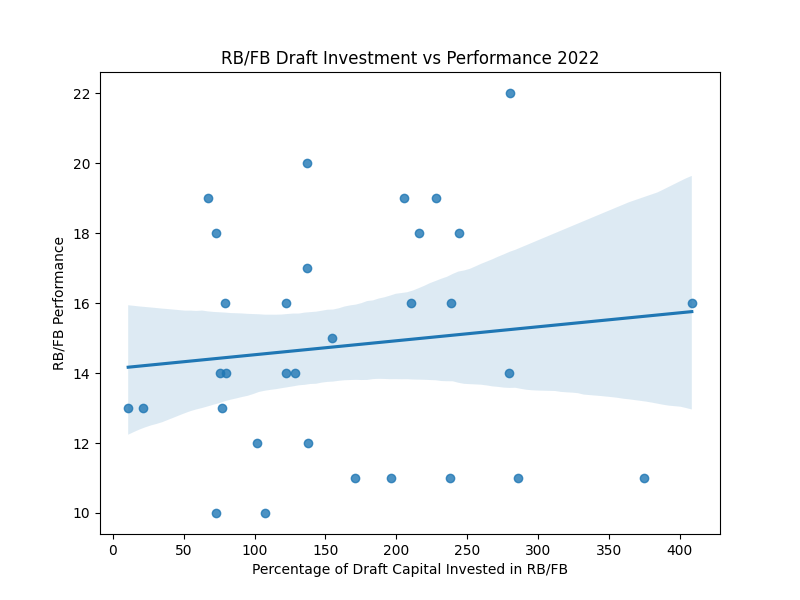 RB/FB Draft Investment vs Performance 2022
22
20
18
16
14
12
10
RB/FB Performance
0 50 100 150 200 250 300 350 400
Percentage of Draft Capital Invested in RB/FB